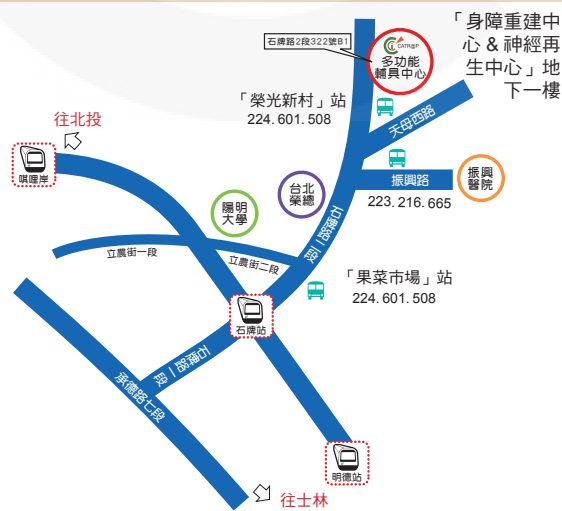 「身障重建中
心 & 神經再
生中心」地
下一樓
石牌路2段322號B1
CATR@P
多功能
輔具中心
「榮光新村」站
224. 601. 508
天母西路
往北投
唭哩岸
振興路
振興
醫院
台北
榮總
陽明
大學
223. 216. 665
石牌路二段
立農街一段
立農街二段
「果菜市場」站
224. 601. 508
石牌站
石牌路一段
承德路七段
明德站
往士林